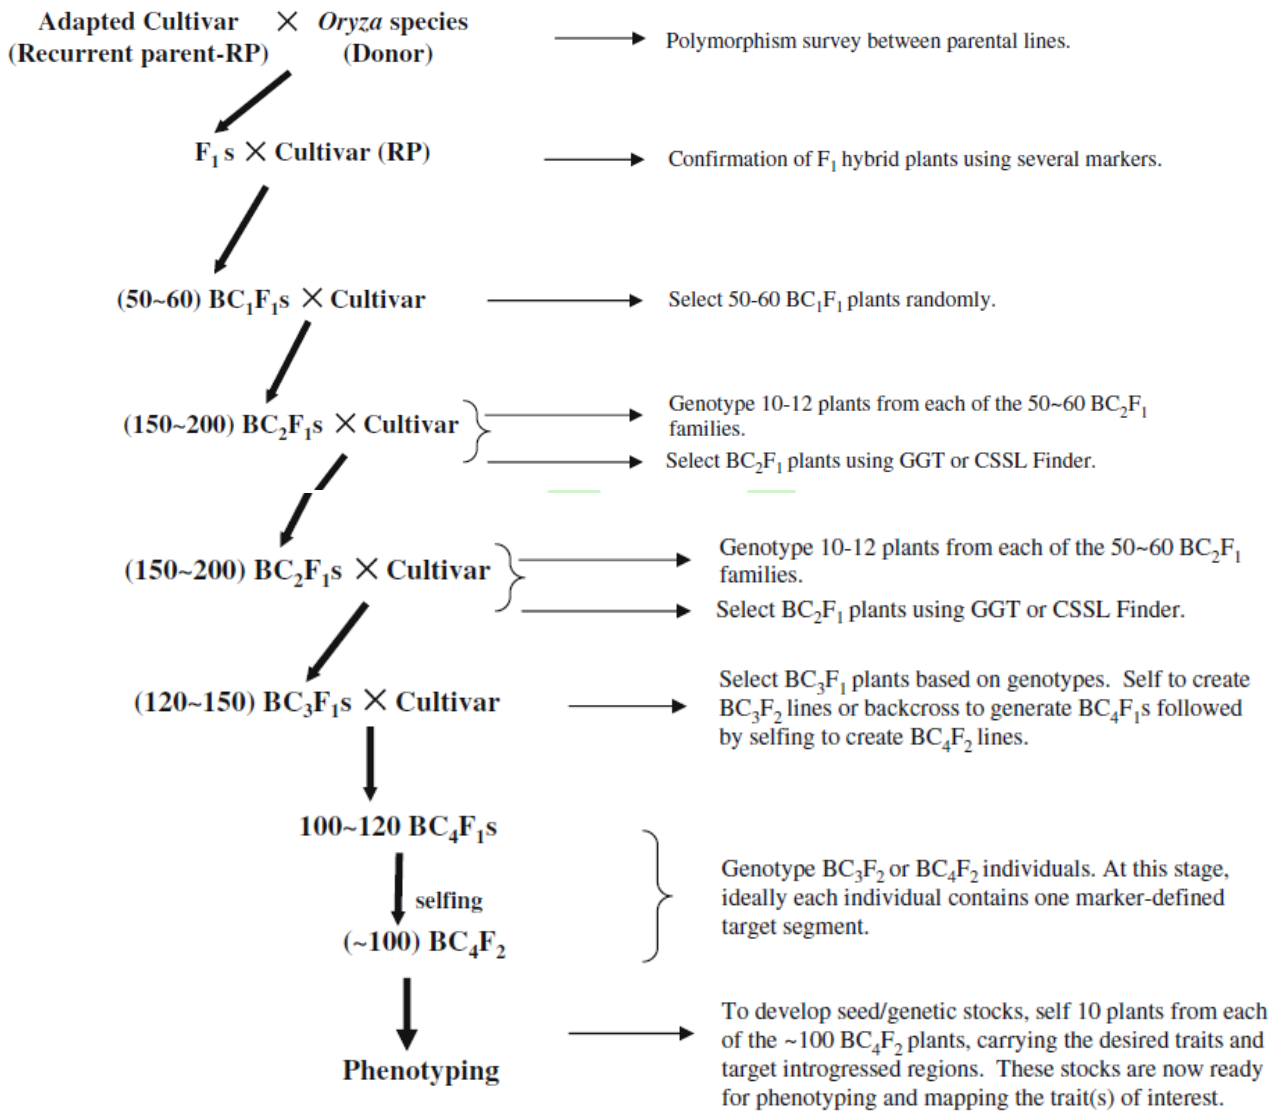 Adapted Cultivar × Oryza species
(Recurrent parent-RP) (Donor)
Polymorphism survey between parental lines.
F₁s × Cultivar (RP)
Confirmation of F₁ hybrid plants using several markers.
(50~60) BC₁F₁s × Cultivar
Select 50-60 BC₁F₁ plants randomly.
(150~200) BC₂F₁s × Cultivar
Genotype 10-12 plants from each of the 50~60 BC₂F₁
families.
Select BC₂F₁ plants using GGT or CSSL Finder.
(150~200) BC₂F₁s × Cultivar
Genotype 10-12 plants from each of the 50~60 BC₂F₁
families.
Select BC₂F₁ plants using GGT or CSSL Finder.
(120~150) BC₃F₁s × Cultivar
Select BC₃F₁ plants based on genotypes. Self to create
BC₃F₂ lines or backcross to generate BC₄F₁s followed
by selfing to create BC₄F₂ lines.
100~120 BC₄F₁s
selfing
(~100) BC₄F₂
Genotype BC₃F₂ or BC₄F₂ individuals. At this stage,
ideally each individual contains one marker-defined
target segment.
Phenotyping
To develop seed/genetic stocks, self 10 plants from each
of the ~100 BC₄F₂ plants, carrying the desired traits and
target introgressed regions. These stocks are now ready
for phenotyping and mapping the trait(s) of interest.